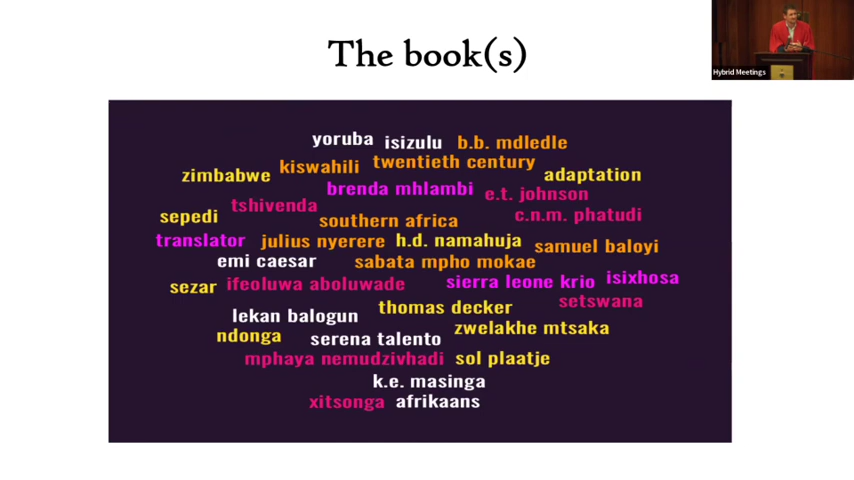 The book(s)
Hybrid Meetings
yoruba isizulu b.b. mdledle
zimbabwe kiswahili twentieth century adaptation
brenda mhlambi e.t. johnson
sepedi tshivenda southern africa c.n.m. phatudi
translator julius nyerere h.d. namahuja samuel baloyi
emi caesar sabata mpho mokae
sezar ifeoluwa aboluwade sierra leone krio isixhosa
lekan balogun thomas decker setswana
ndonga serena talento zwelakhe mtsaka
mphaya nemudzivhadi sol plaatje
k.e. masinga
xitsonga afrikaans